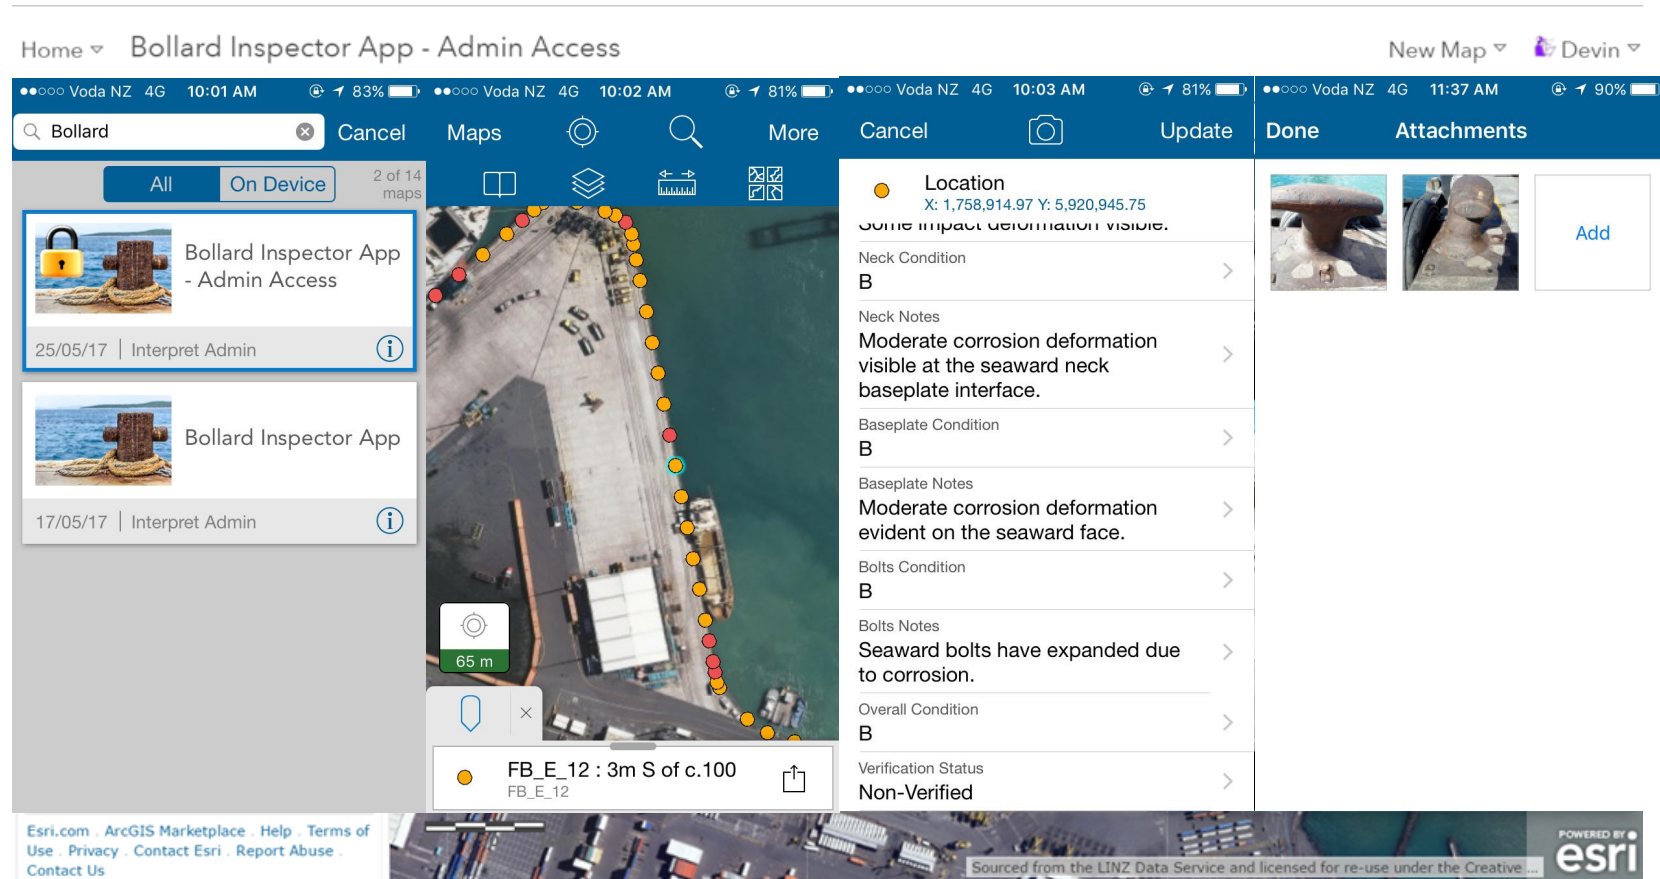 Home
Bollard Inspector App - Admin Access
New Map
Devin
Voda NZ 4G 10:01 AM 83%
Bollard
Cancel
All
On Device
2 of 14
maps
Bollard Inspector App
- Admin Access
25/05/17 | Interpret Admin
Bollard Inspector App
17/05/17 | Interpret Admin
Voda NZ 4G 10:02 AM 81%
Maps
More
65 m
FB_E_12 : 3m S of c.100
FB_E_12
Voda NZ 4G 10:03 AM 81%
Cancel
Update
Location
X: 1,758,914.97 Y: 5,920,945.75
Some impact deformation visible.
Neck Condition
B
Neck Notes
Moderate corrosion deformation
visible at the seaward neck
baseplate interface.
Baseplate Condition
B
Baseplate Notes
Moderate corrosion deformation
evident on the seaward face.
Bolts Condition
B
Bolts Notes
Seaward bolts have expanded due
to corrosion.
Overall Condition
B
Verification Status
Non-Verified
Voda NZ 4G 11:37 AM 90%
Done
Attachments
Add
Esri.com . ArcGIS Marketplace . Help . Terms of
Use . Privacy . Contact Esri . Report Abuse .
Contact Us
Sourced from the LINZ Data Service and licensed for re-use under the Creative ...
POWERED BY
esri